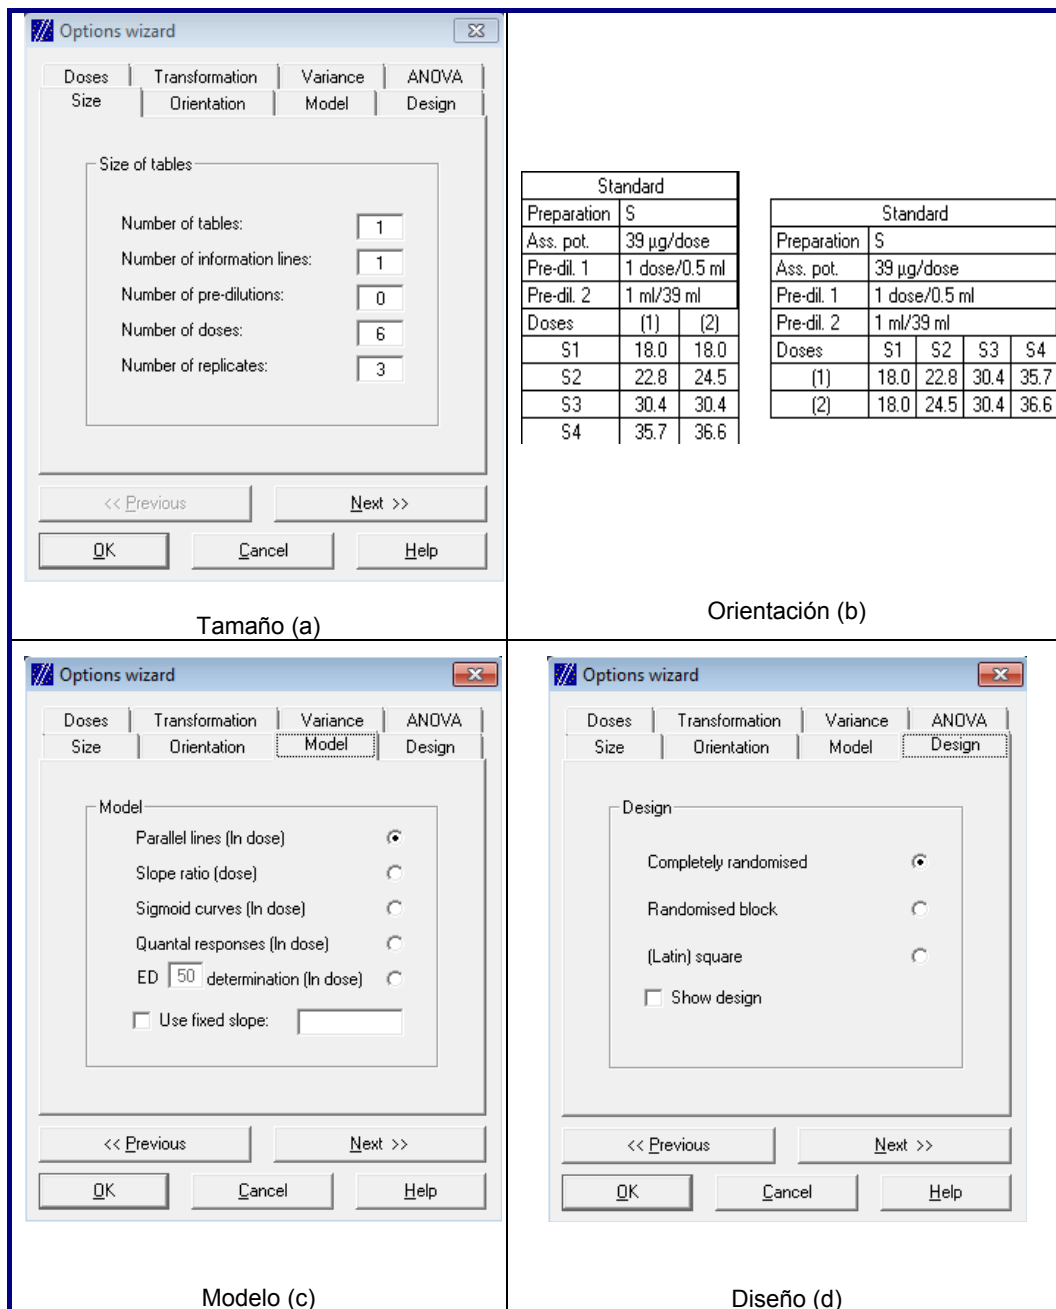 Options wizard
Doses Transformation Variance ANOVA
Size Orientation Model Design
Size of tables
Number of tables: 1
Number of information lines: 1
Number of pre-dilutions: 0
Number of doses: 6
Number of replicates: 3
<< Previous Next >>
OK Cancel Help
Tamaño (a)
Standard
Preparation S
Ass. pot. 39 µg/dose
Pre-dil. 1 1 dose/0.5 ml
Pre-dil. 2 1 ml/39 ml
Doses (1) (2)
S1 18.0 18.0
S2 22.8 24.5
S3 30.4 30.4
S4 35.7 36.6
Standard
Preparation S
Ass. pot. 39 µg/dose
Pre-dil. 1 1 dose/0.5 ml
Pre-dil. 2 1 ml/39 ml
Doses S1 S2 S3 S4
(1) 18.0 22.8 30.4 35.7
(2) 18.0 24.5 30.4 36.6
Orientación (b)
Options wizard
Doses Transformation Variance ANOVA
Size Orientation Model Design
Model
Parallel lines (ln dose)
Slope ratio (dose)
Sigmoid curves (ln dose)
Quantal responses (ln dose)
ED 50 determination (ln dose)
Use fixed slope:
<< Previous Next >>
OK Cancel Help
Modelo (c)
Options wizard
Doses Transformation Variance ANOVA
Size Orientation Model Design
Design
Completely randomised
Randomised block
(Latin) square
Show design
<< Previous Next >>
OK Cancel Help
Diseño (d)